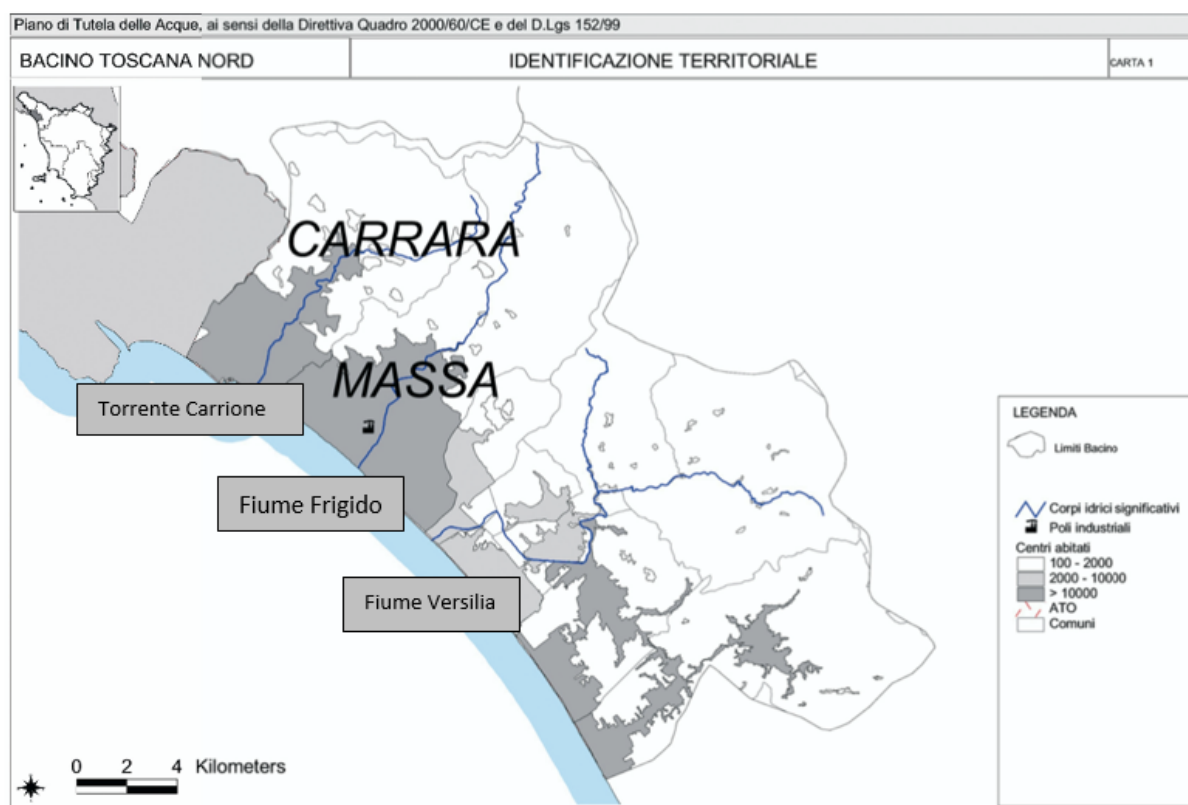 Piano di Tutela delle Acque, ai sensi della Direttiva Quadro 2000/60/CE e del D.Lgs 152/99
BACINO TOSCANA NORD
IDENTIFICAZIONE TERRITORIALE
CARTA 1
CARRARA
MASSA
Torrente Carrione
Fiume Frigido
Fiume Versilia
LEGENDA
Limiti Bacino
Corpi idrici significativi
Poli industriali
Centri abitati
100 - 2000
2000 - 10000
> 10000
ATO
Comuni
0 2 4 Kilometers